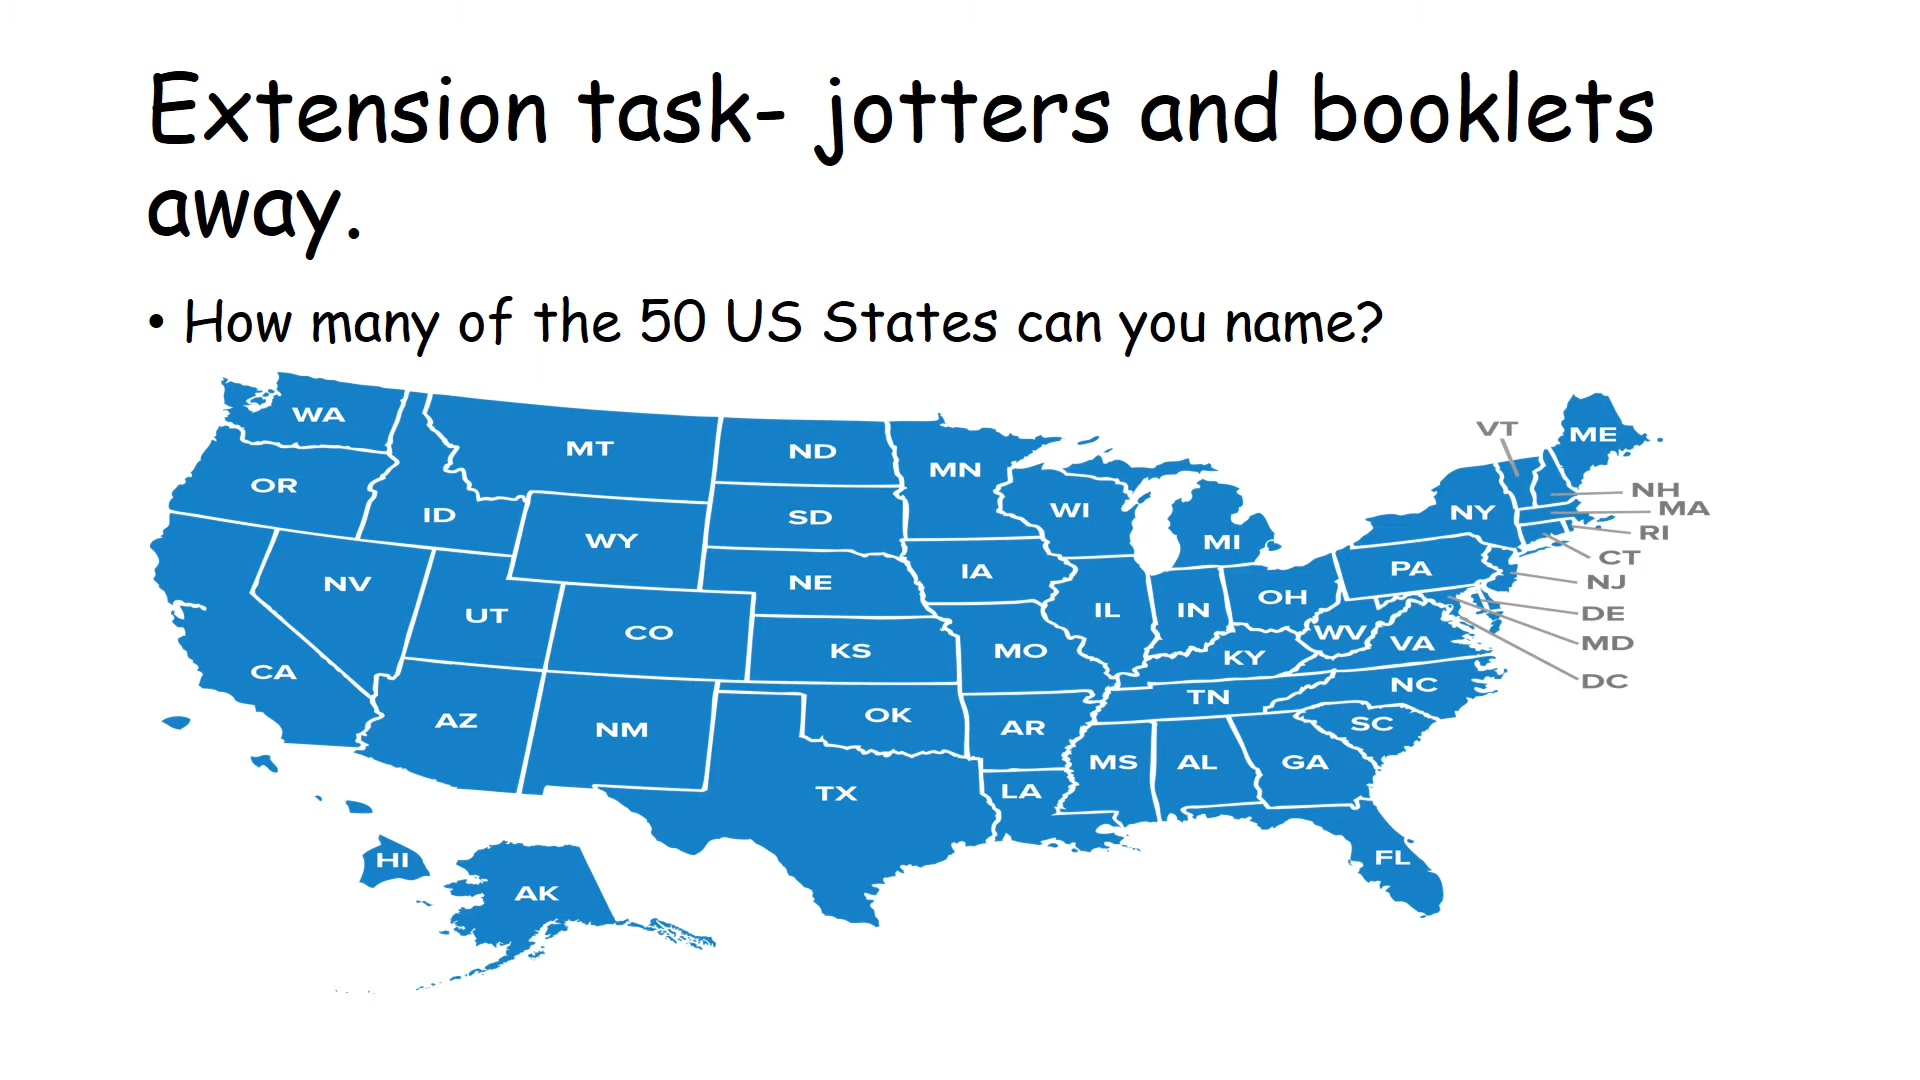 Extension task- jotters and booklets
away.
• How many of the 50 US States can you name?
WA
MT
ND
MN
VT
ME
OR
ID
SD
WI
NY
NH
MA
WY
MI
RI
CT
NV
NE
IA
PA
NJ
UT
CO
IL
IN
OH
DE
CA
KS
MO
KY
WV
VA
MD
DC
AZ
NM
OK
AR
TN
NC
SC
TX
LA
MS
AL
GA
HI
AK
FL